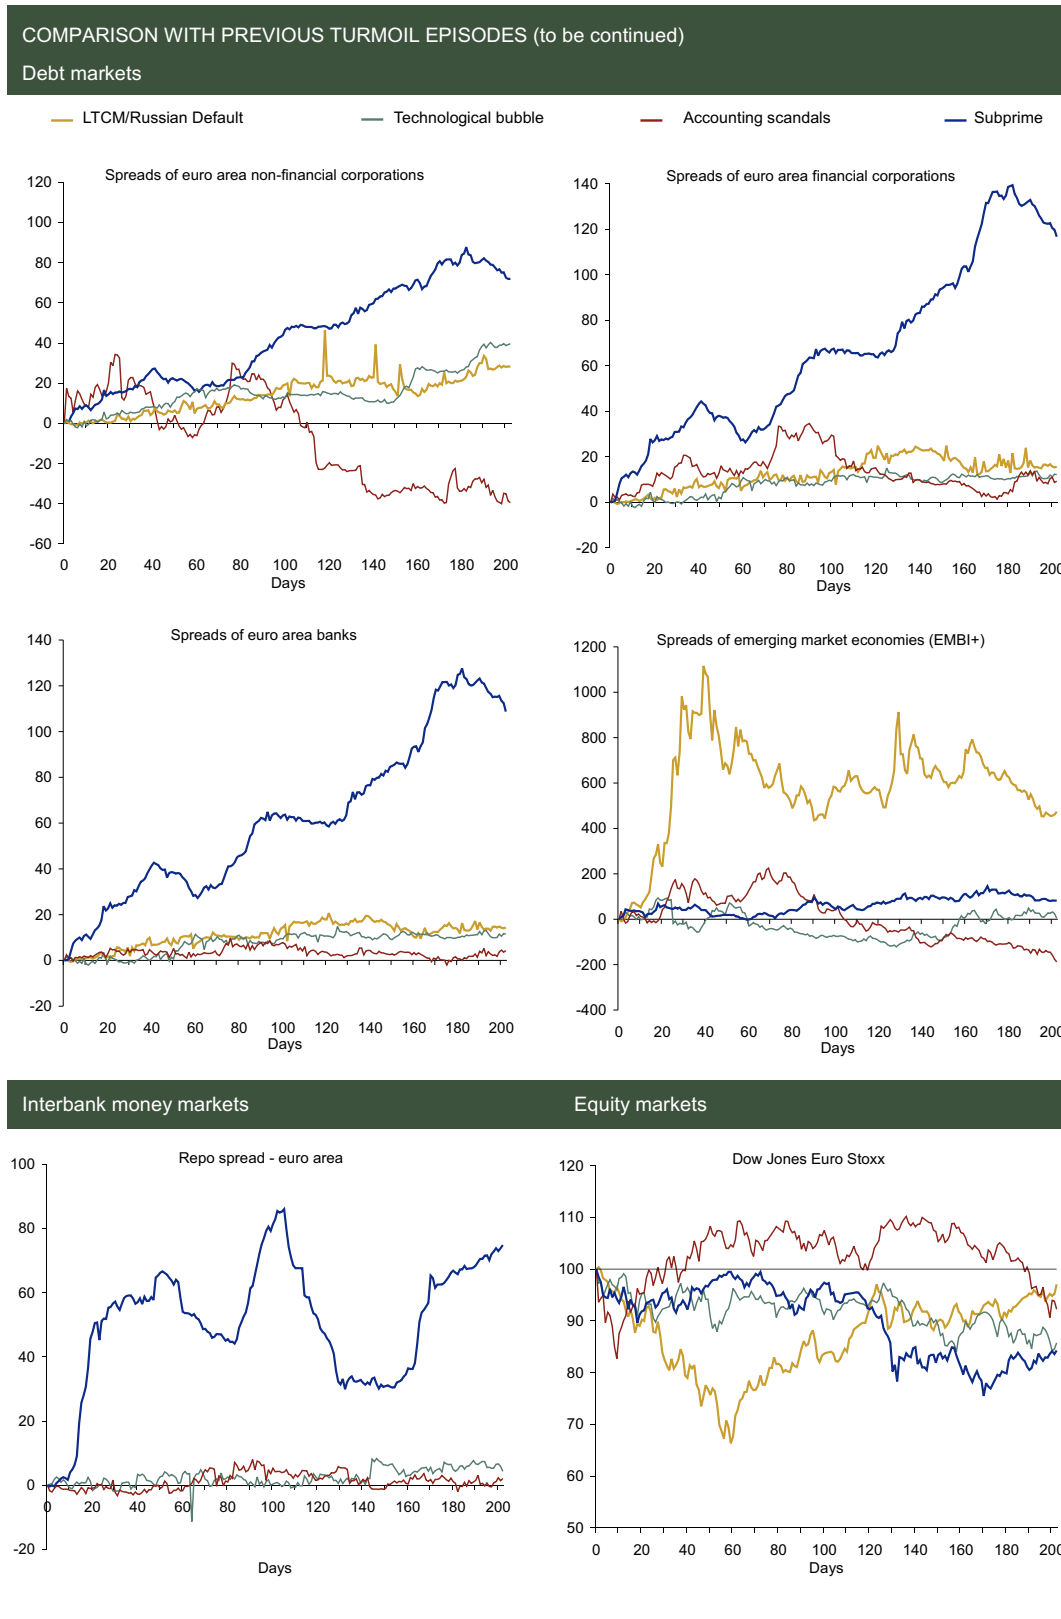 COMPARISON WITH PREVIOUS TURMOIL EPISODES (to be continued)
Debt markets
LTCM/Russian Default
Technological bubble
Accounting scandals
Subprime
Spreds of euro area non-financial corporations
120
100
80
60
40
20
0
-20
-40
-60
0 20 40 60 80 100 120 140 160 180 200
Days
Spreads of euro area financial corporations
140
120
100
80
60
40
20
0
-20
0 20 40 60 80 100 120 140 160 180 200
Days
Spreds of euro area banks
140
120
100
80
60
40
20
0
-20
0 20 40 60 80 100 120 140 160 180 200
Days
Spreads of emerging market economies (EMBI+)
1200
1000
800
600
400
200
0
-200
-400
0 20 40 60 80 100 120 140 160 180 200
Days
Interbank money markets
Equity markets
Repo spread - euro area
100
80
60
40
20
0
-20
0 20 40 60 80 100 120 140 160 180 200
Days
Dow Jones Euro Stoxx
120
110
100
90
80
70
60
50
0 20 40 60 80 100 120 140 160 180 200
Days